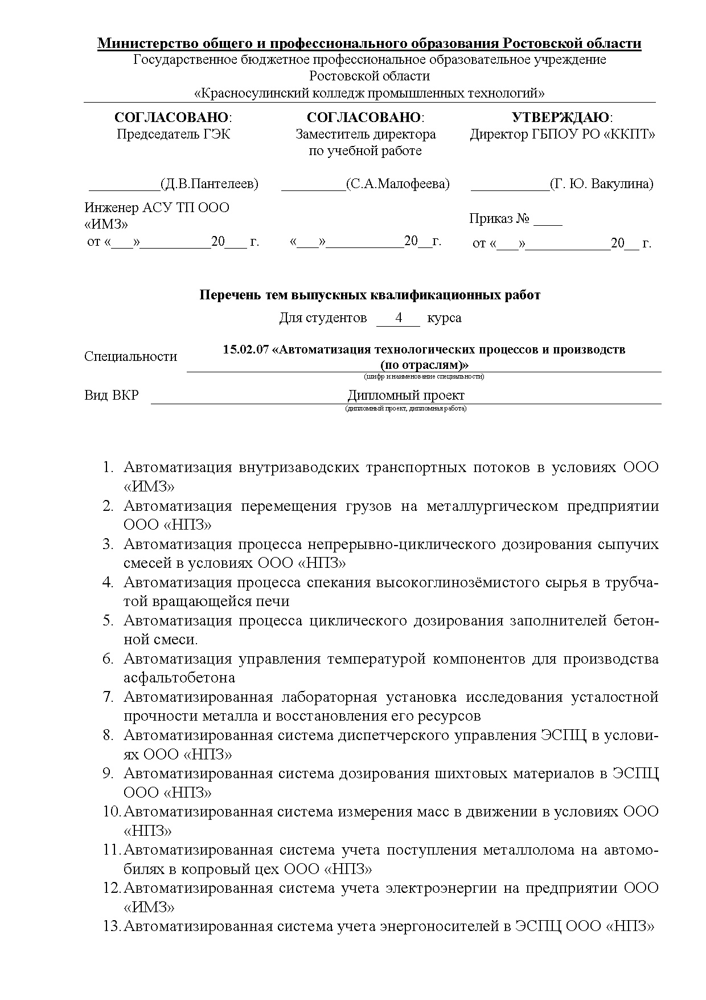 Министерство общего и профессионального образования Ростовской области
Государственное бюджетное профессиональное образовательное учреждение
Ростовской области
«Красносулинский колледж промышленных технологий»
СОГЛАСОВАНО: СОГЛАСОВАНО: УТВЕРЖДАЮ:
Председатель ГЭК Заместитель директора Директор ГБПОУ РО «ККПТ»
по учебной работе
__________(Д.В.Пантелеев) _________(С.А.Малофеева) ___________(Г. Ю. Вакулина)
Инженер АСУ ТП ООО
«ИМЗ»
Приказ № ____
от «___»__________20___ г. «___»___________20__г. от «___»____________20__ г.
Перечень тем выпускных квалификационных работ
Для студентов 4 курса
Специальности 15.02.07 «Автоматизация технологических процессов и производств
(по отраслям)»
(шифр и наименование специальности)
Вид ВКР Дипломный проект
(дипломный проект, дипломная работа)
1. Автоматизация внутризаводских транспортных потоков в условиях ООО
«ИМЗ»
2. Автоматизация перемещения грузов на металлургическом предприятии
ООО «НПЗ»
3. Автоматизация процесса непрерывно-циклического дозирования сыпучих
смесей в условиях ООО «НПЗ»
4. Автоматизация процесса спекания высокоглинозёмистого сырья в трубча-
той вращающейся печи
5. Автоматизация процесса циклического дозирования заполнителей бетон-
ной смеси.
6. Автоматизация управления температурой компонентов для производства
асфальтобетона
7. Автоматизированная лабораторная установка исследования усталостной
прочности металла и восстановления его ресурсов
8. Автоматизированная система диспетчерского управления ЭСПЦ в услови-
ях ООО «НПЗ»
9. Автоматизированная система дозирования шихтовых материалов в ЭСПЦ
ООО «НПЗ»
10. Автоматизированная система измерения масс в движении в условиях ООО
«НПЗ»
11. Автоматизированная система учета поступления металлолома на автомо-
билях в копровый цех ООО «НПЗ»
12. Автоматизированная система учета электроэнергии на предприятии ООО
«ИМЗ»
13. Автоматизированная система учета энергоносителей в ЭСПЦ ООО «НПЗ»